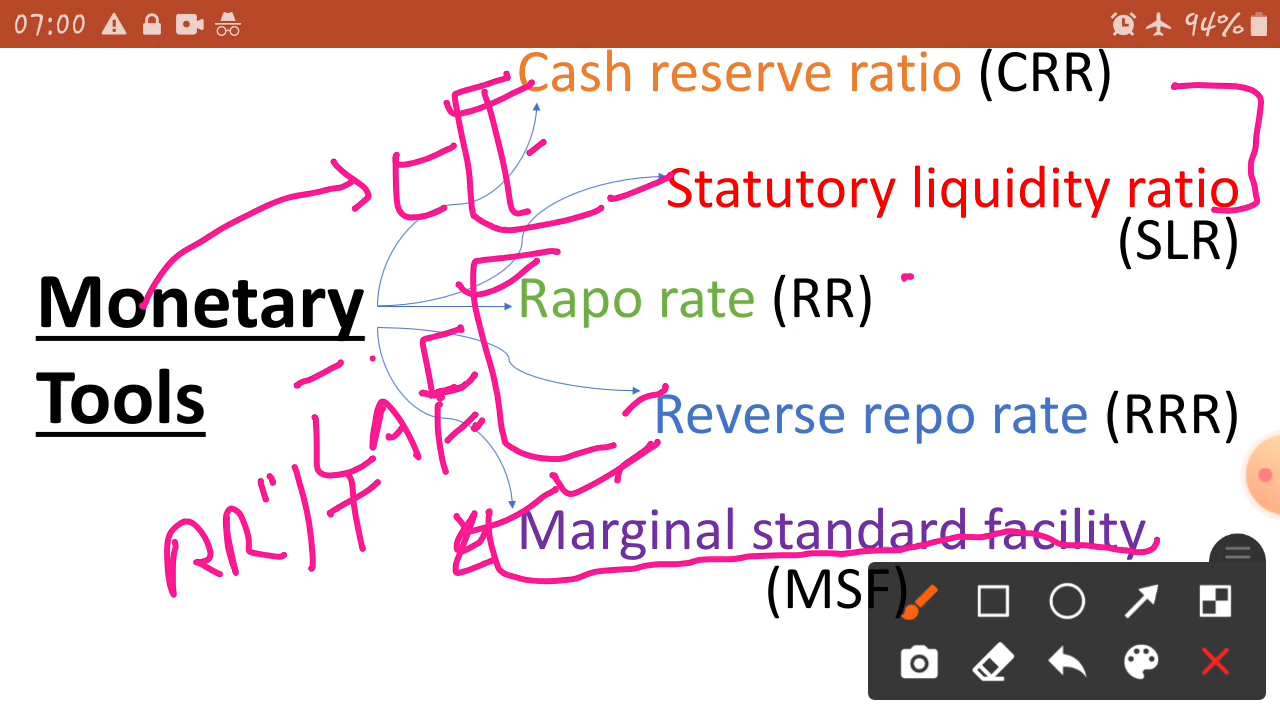 07:00 94%
Cash reserve ratio (CRR)
Statutory liquidity ratio
(SLR)
Monetary
Tools
Rapo rate (RR)
Reverse repo rate (RRR)
LAF
Marginal standard facility
(MSF)